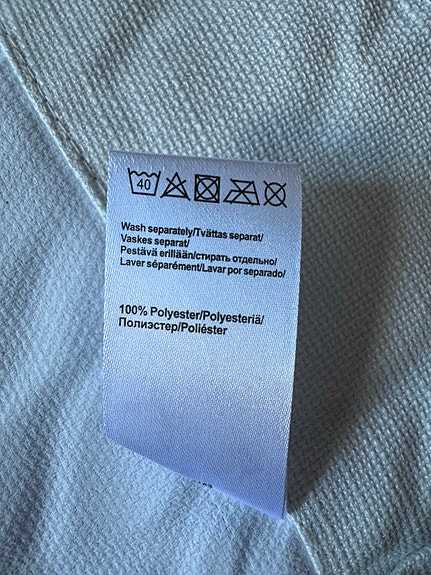 40
Wash separately/Tvättas separat/
Vaskes separat/
Pestävä erillään/стирать отдельно/
Laver séparément/Lavar por separado/
100% Polyester/Polyesteriä/
Полиэстер/Poliéster